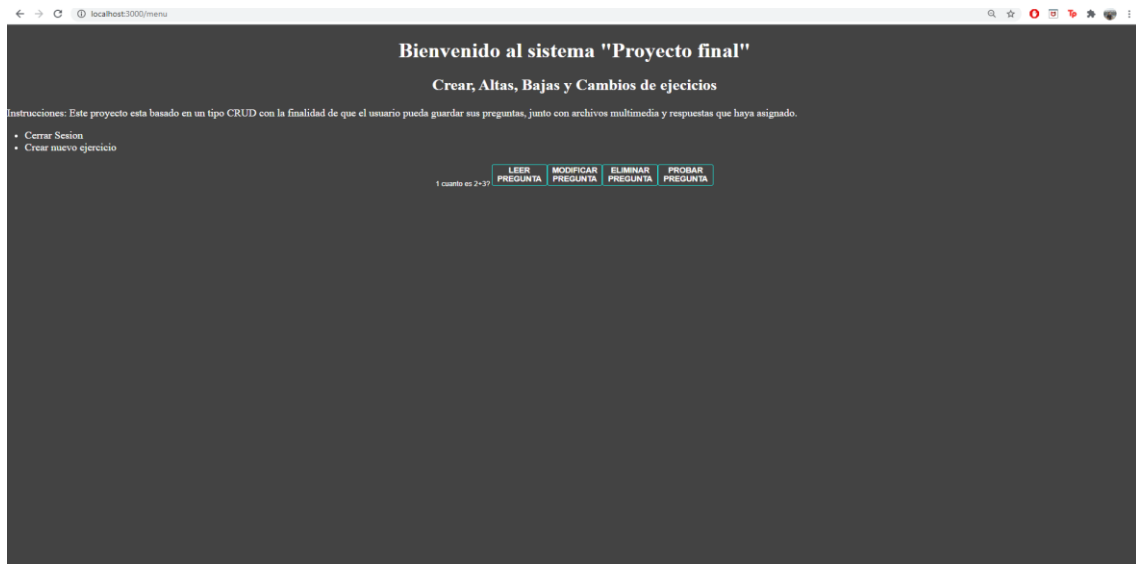 localhost:3000/menu
Bienvenido al sistema "Proyecto final"
Crear, Altas, Bajas y Cambios de ejecicios
Instrucciones: Este proyecto esta basado en un tipo CRUD con la finalidad de que el usuario pueda guardar sus preguntas, junto con archivos multimedia y respuestas que haya asignado.
• Cerrar Sesion
• Crear nuevo ejercicio
1 cuanto es 2+3? LEER PREGUNTA MODIFICAR PREGUNTA ELIMINAR PREGUNTA PROBAR PREGUNTA